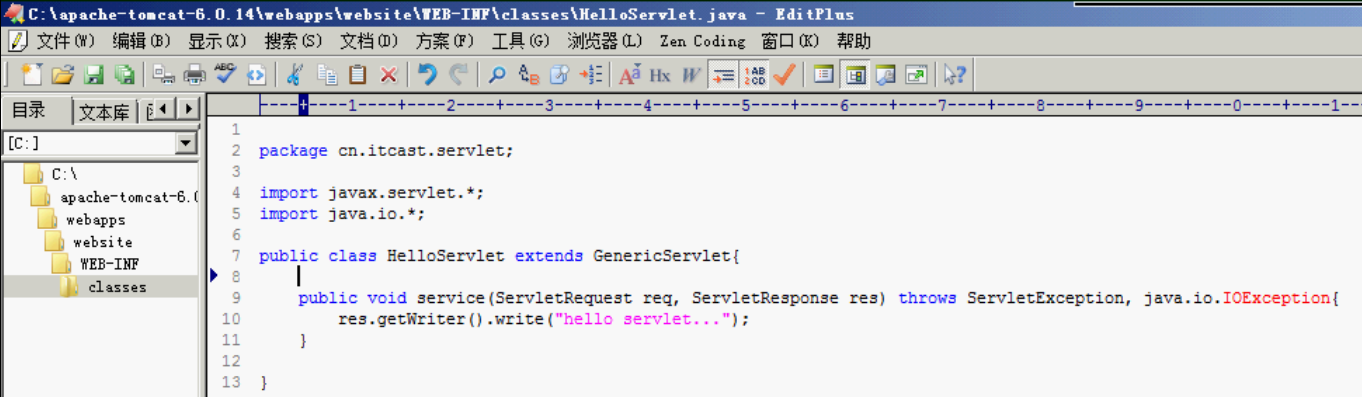 C:\apache-tomcat-6.0.14\webapps\website\WEB-INF\classes\HelloServlet.java - EditPlus
文件(F) 编辑(E) 显示(X) 搜索(S) 文档(D) 方案(P) 工具(G) 浏览器(L) Zen Coding 窗口(K) 帮助
目录 文本库
[C:]
C:\
apache-tomcat-6.(
webapps
website
WEB-INF
classes
----+----1----+----2----+----3----+----4----+----5----+----6----+----7----+----8----+----9----+----0----+----1--
1
2 package cn.itcast.servlet;
3
4 import javax.servlet.*;
5 import java.io.*;
6
7 public class HelloServlet extends GenericServlet{
8
9 public void service(ServletRequest req, ServletResponse res) throws ServletException, java.io.IOException{
10 res.getWriter().write("hello servlet...");
11 }
12
13 }